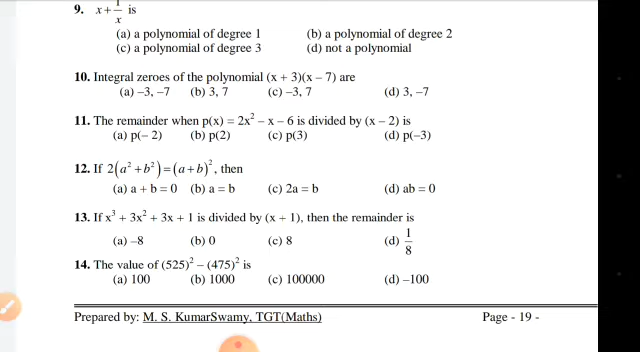 9. x + 1/x is
(a) a polynomial of degree 1 (b) a polynomial of degree 2
(c) a polynomial of degree 3 (d) not a polynomial
10. Integral zeroes of the polynomial (x + 3)(x – 7) are
(a) –3, –7 (b) 3, 7 (c) –3, 7 (d) 3, –7
11. The remainder when p(x) = 2x² – x – 6 is divided by (x – 2) is
(a) p(– 2) (b) p(2) (c) p(3) (d) p(–3)
12. If 2(a² + b²) = (a + b)², then
(a) a + b = 0 (b) a = b (c) 2a = b (d) ab = 0
13. If x³ + 3x² + 3x + 1 is divided by (x + 1), then the remainder is
(a) –8 (b) 0 (c) 8 (d) 1/8
14. The value of (525)² – (475)² is
(a) 100 (b) 1000 (c) 100000 (d) –100
Prepared by: M. S. KumarSwamy, TGT(Maths) Page - 19 -